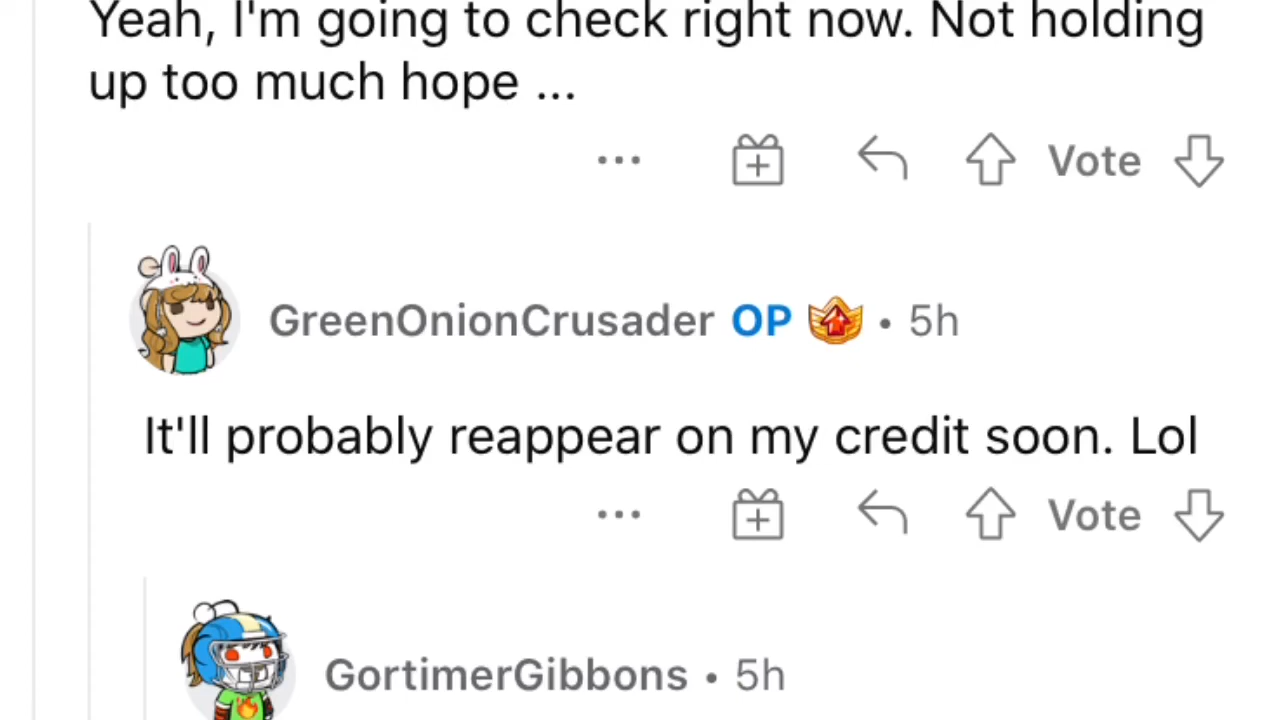 Yeah, I'm going to check right now. Not holding
up too much hope ...
Vote
GreenOnionCrusader OP • 5h
It'll probably reappear on my credit soon. Lol
Vote
GortimerGibbons • 5h